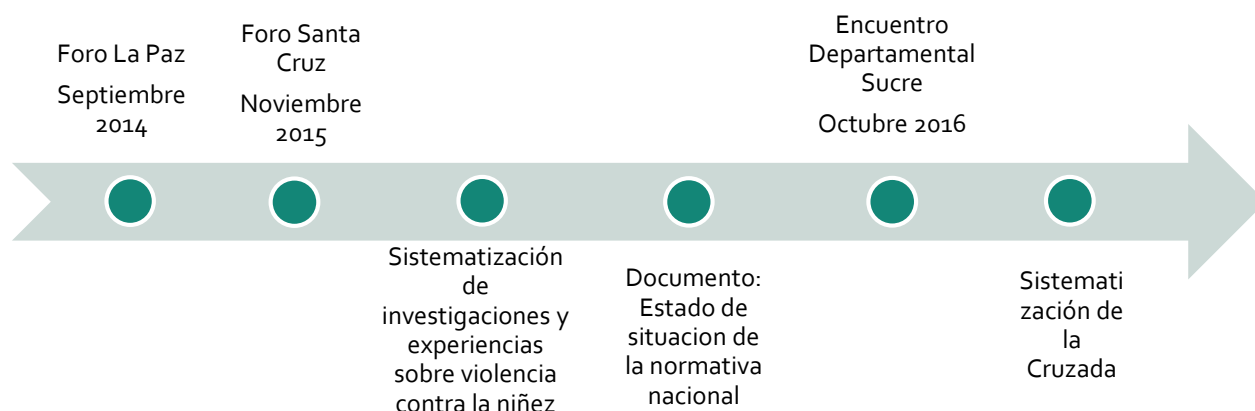 Foro La Paz
Septiembre
2014
Foro Santa
Cruz
Noviembre
2015
Sistematización
de
investigaciones y
experiencias
sobre violencia
contra la niñez
Documento:
Estado de
situacion de
la normativa
nacional
Encuentro
Departamental
Sucre
Octubre 2016
Sistemati
zación de
la
Cruzada